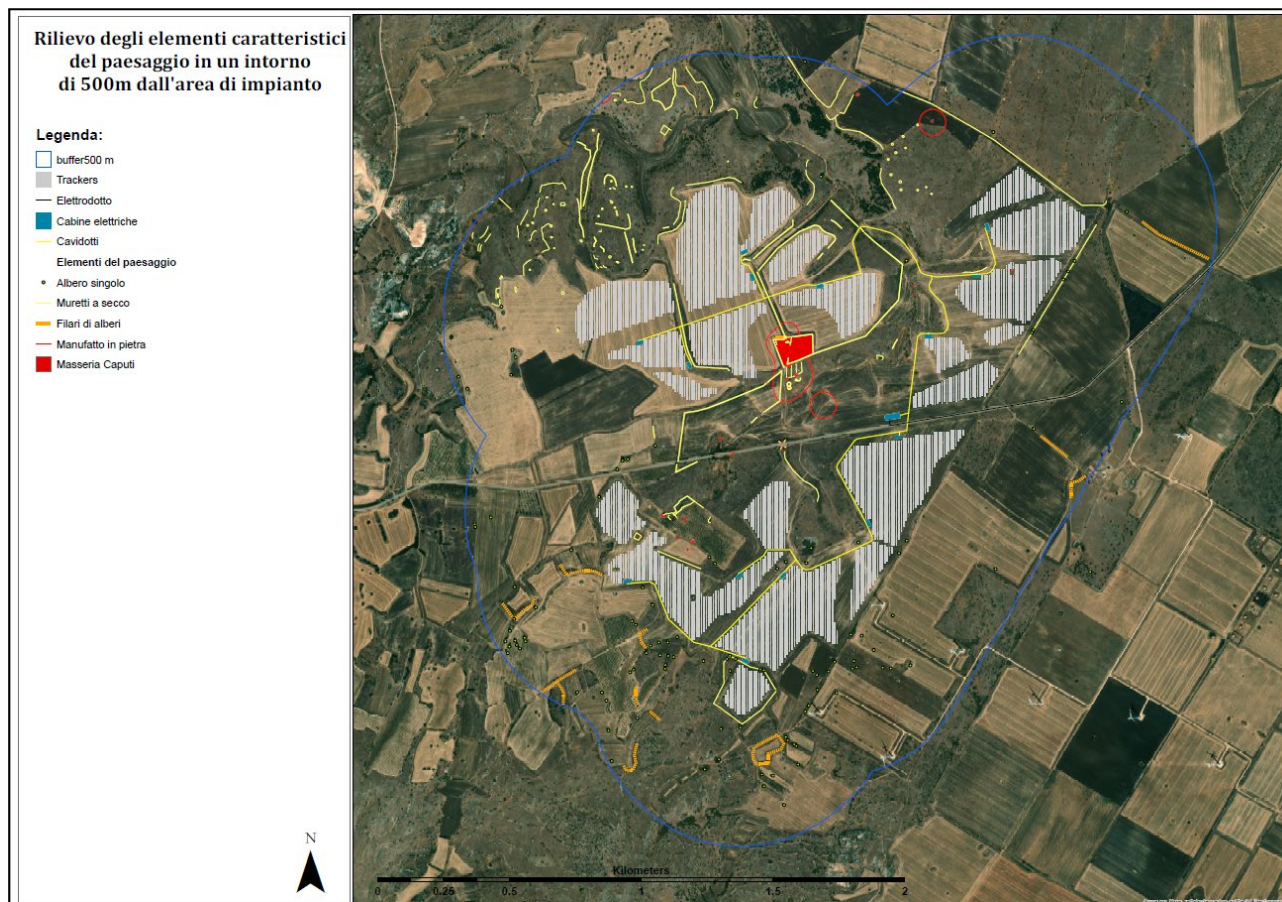 Rilievo degli elementi caratteristici
del paesaggio in un intorno
di 500m dall'area di impianto
Legenda:
buffer500 m
Trackers
Elettrodotto
Cabine elettriche
Cavidotti
Elementi del paesaggio
Albero singolo
Muretti a secco
Filari di alberi
Manufatto in pietra
Masseria Caputi
N
Kilometers
0 0.25 0.5 1 1.5 2